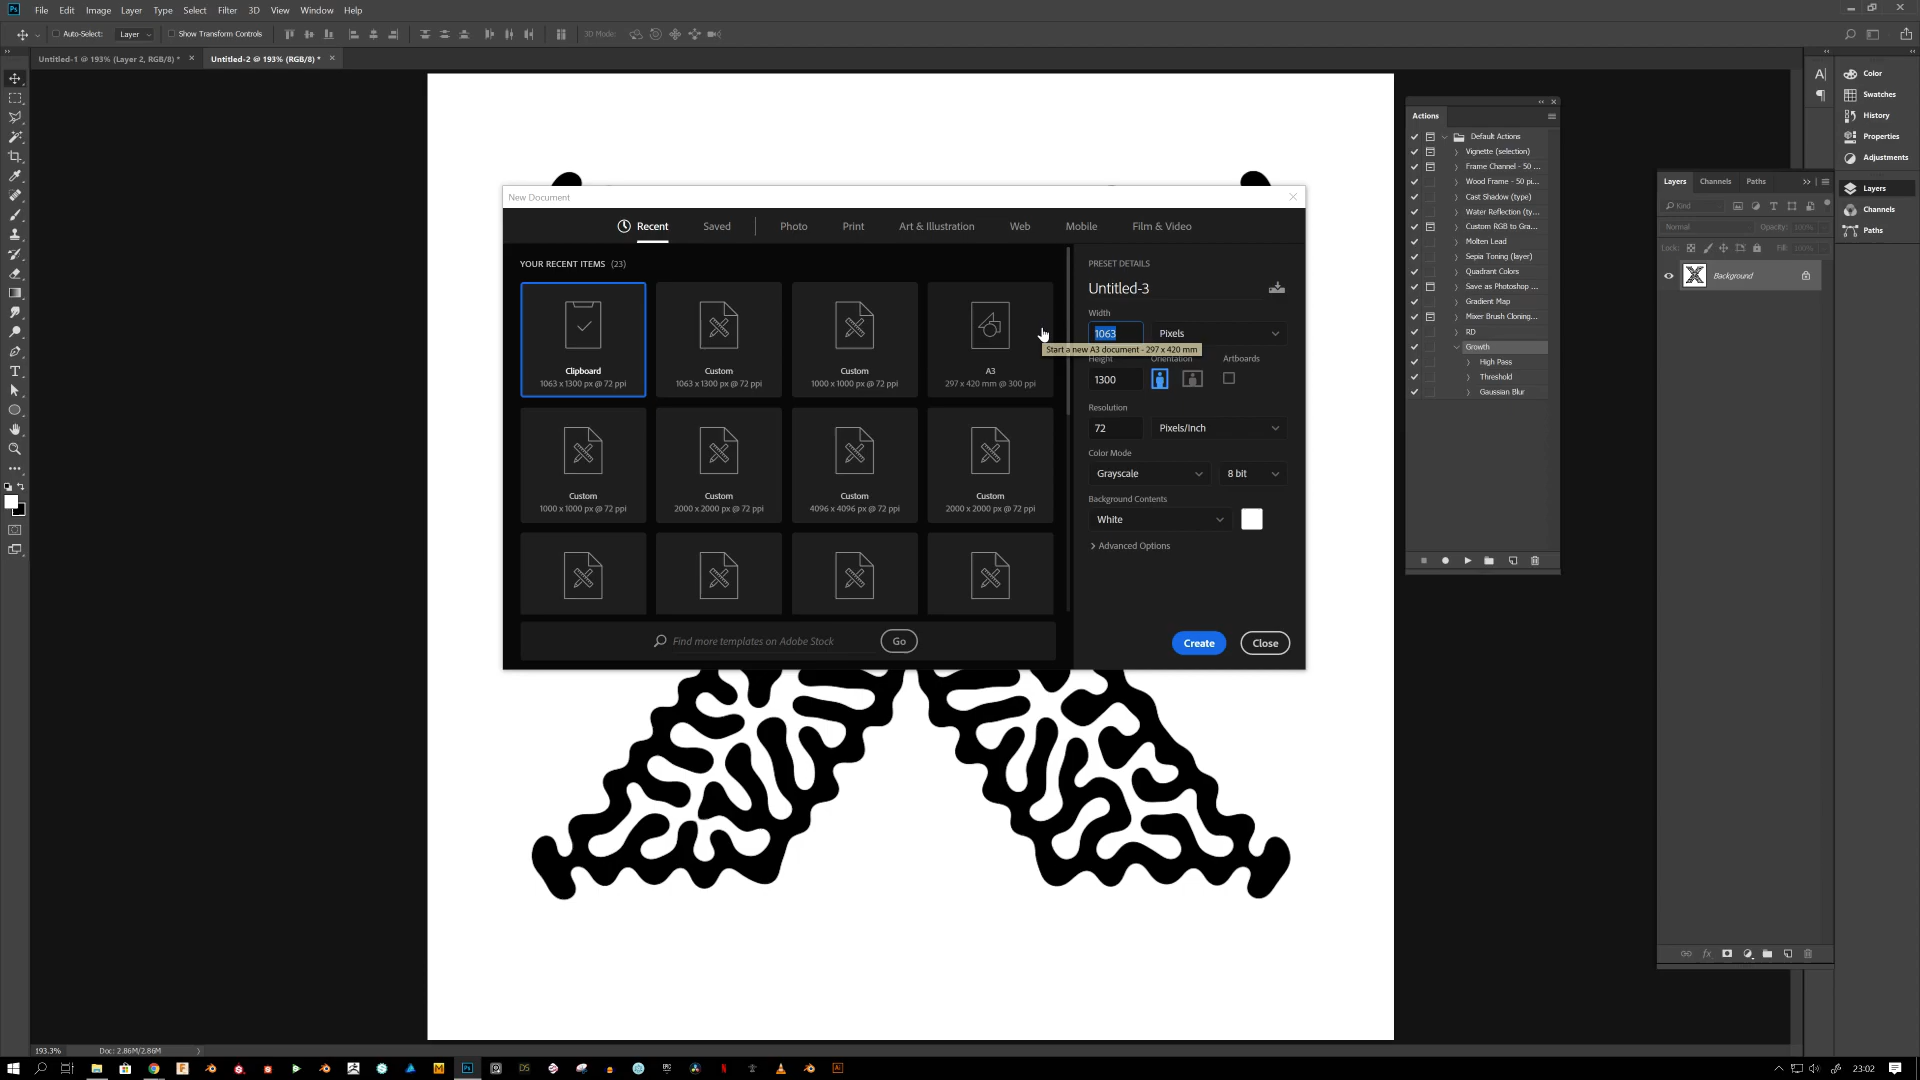 File Edit Image Layer Type Select Filter 3D View Window Help
Auto-Select: Layer Show Transform Controls 3D Mode:
Untitled-1 @ 193% (Layer 2, RGB/8) * Untitled-2 @ 193% (RGB/8) *
New Document
Recent Saved Photo Print Art & Illustration Web Mobile Film & Video
YOUR RECENT ITEMS (23)
Clipboard
1063 x 1300 px @ 72 ppi
Custom
1063 x 1300 px @ 72 ppi
Custom
1000 x 1000 px @ 72 ppi
A3
297 x 420 mm @ 300 ppi
Custom
1000 x 1000 px @ 72 ppi
Custom
2000 x 2000 px @ 72 ppi
Custom
4096 x 4096 px @ 72 ppi
Custom
2000 x 2000 px @ 72 ppi
Find more templates on Adobe Stock Go
PRESET DETAILS
Untitled-3
Width
1063 Pixels
Start a new A3 document - 297 x 420 mm
Height Orientation Artboards
1300
Resolution
72 Pixels/Inch
Color Mode
Grayscale 8 bit
Background Contents
White
Advanced Options
Create Close
Actions
Default Actions
Vignette (selection)
Frame Channel - 50 ...
Wood Frame - 50 pi...
Cast Shadow (type)
Water Reflection (ty...
Custom RGB to Gra...
Molten Lead
Sepia Toning (layer)
Quadrant Colors
Save as Photoshop ...
Gradient Map
Mixer Brush Cloning...
RD
Growth
High Pass
Threshold
Gaussian Blur
Layers Channels Paths
Kind
Normal Opacity: 100%
Lock: Fill: 100%
Background
Color
Swatches
History
Properties
Adjustments
Layers
Channels
Paths
193.3% Doc: 2.86M/2.86M
23:02